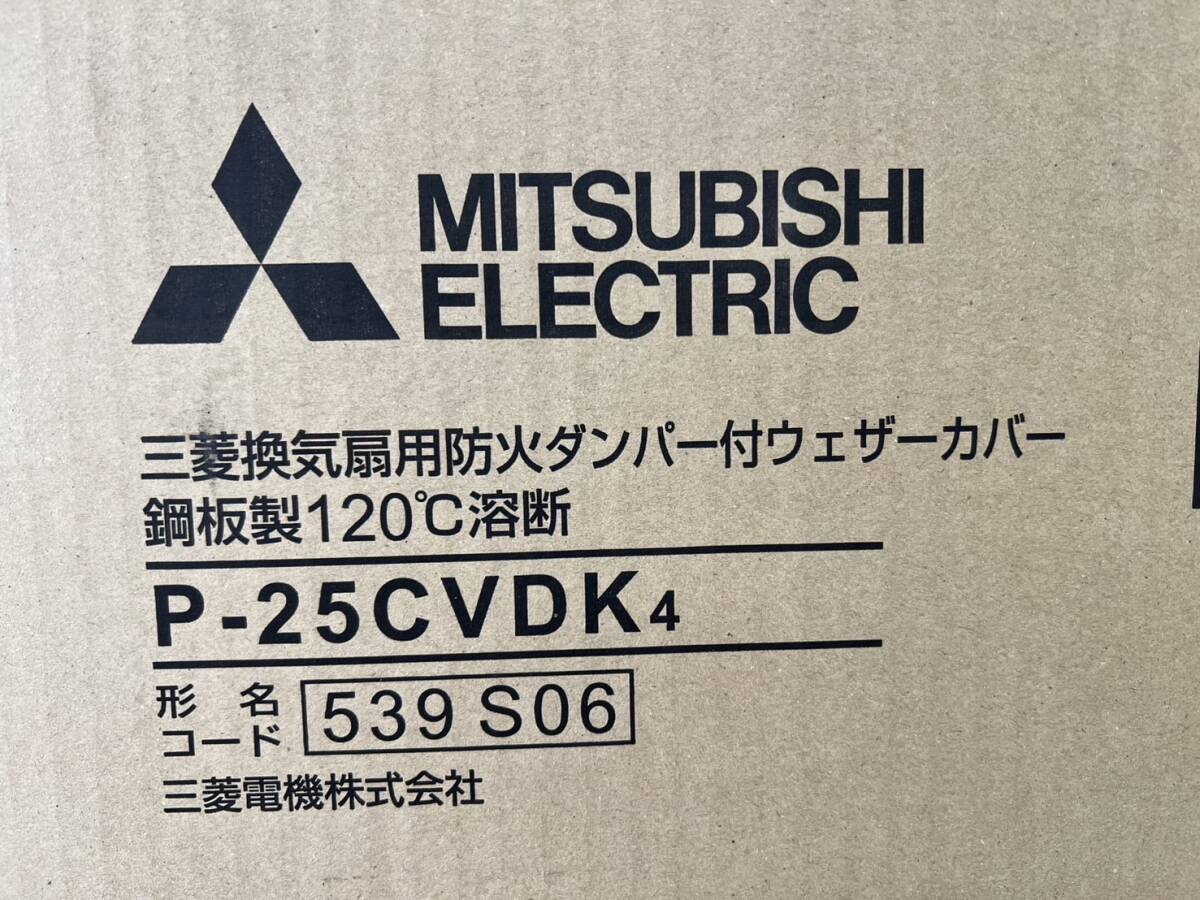 MITSUBISHI
ELECTRIC
三菱換気扇用防火ダンパー付ウェザーカバー
鋼板製120℃溶断
P-25CVDK4
形名
コード 539 S06
三菱電機株式会社